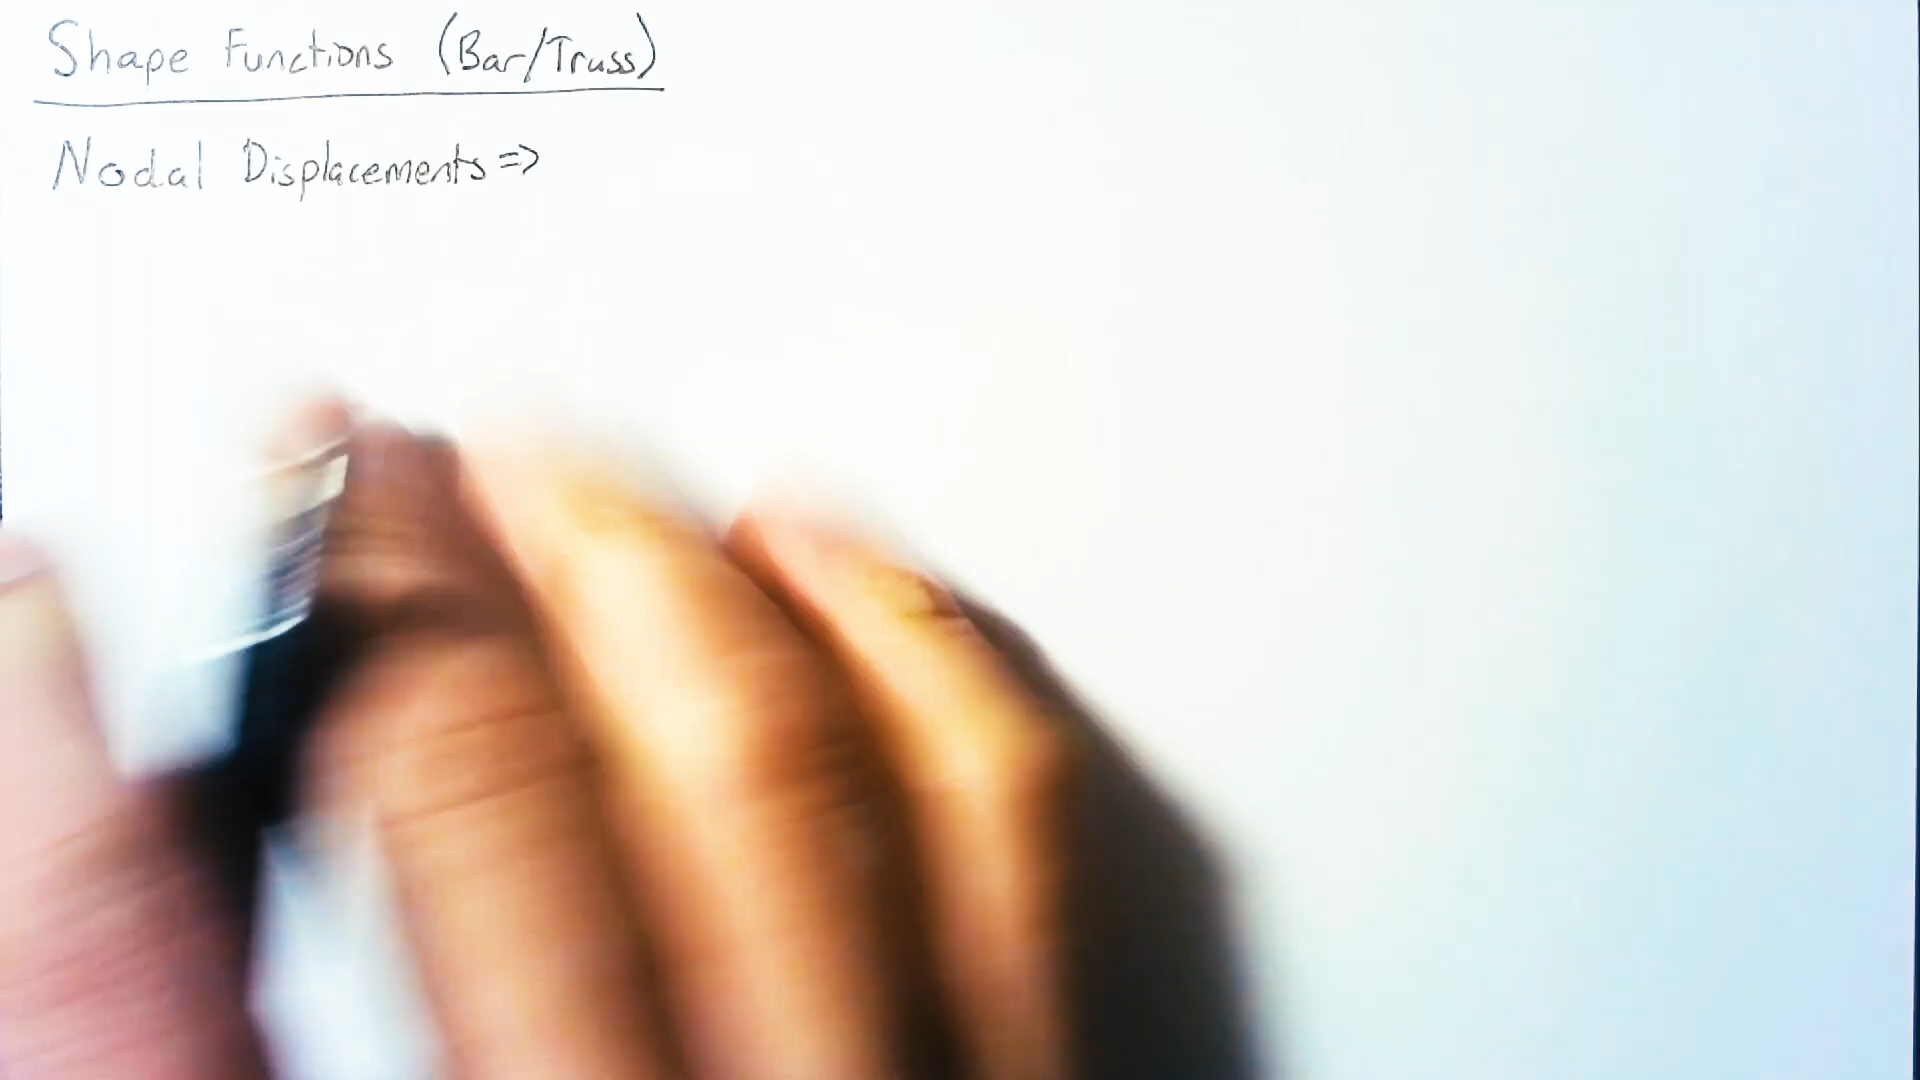 Shape Functions (Bar/Truss)
Nodal Displacements =>